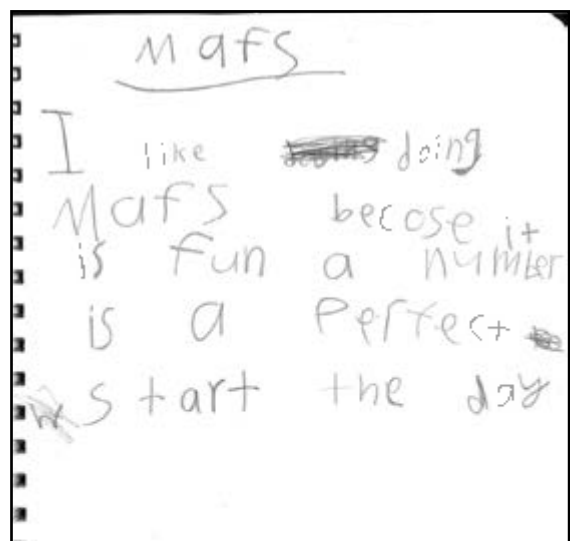 Mafs
I like doing
Mafs becose it
is fun a number
is a Perfect
start the day